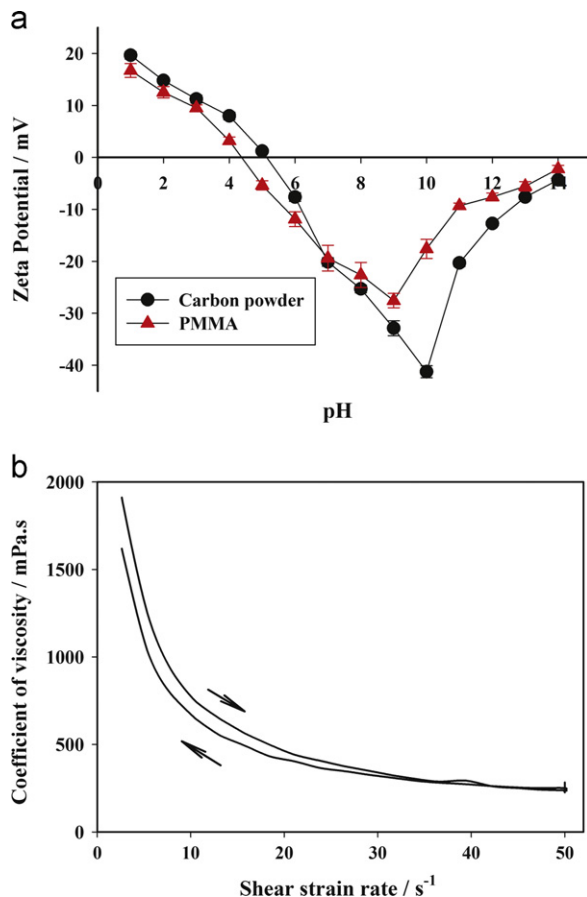 a
20
10
0
-10
-20
-30
-40
Zeta Potential / mV
0 2 4 6 8 10 12 14
Carbon powder
PMMA
pH
b
2000
1500
1000
500
0
Coefficient of viscosity / mPa.s
0 10 20 30 40 50
Shear strain rate / s⁻¹